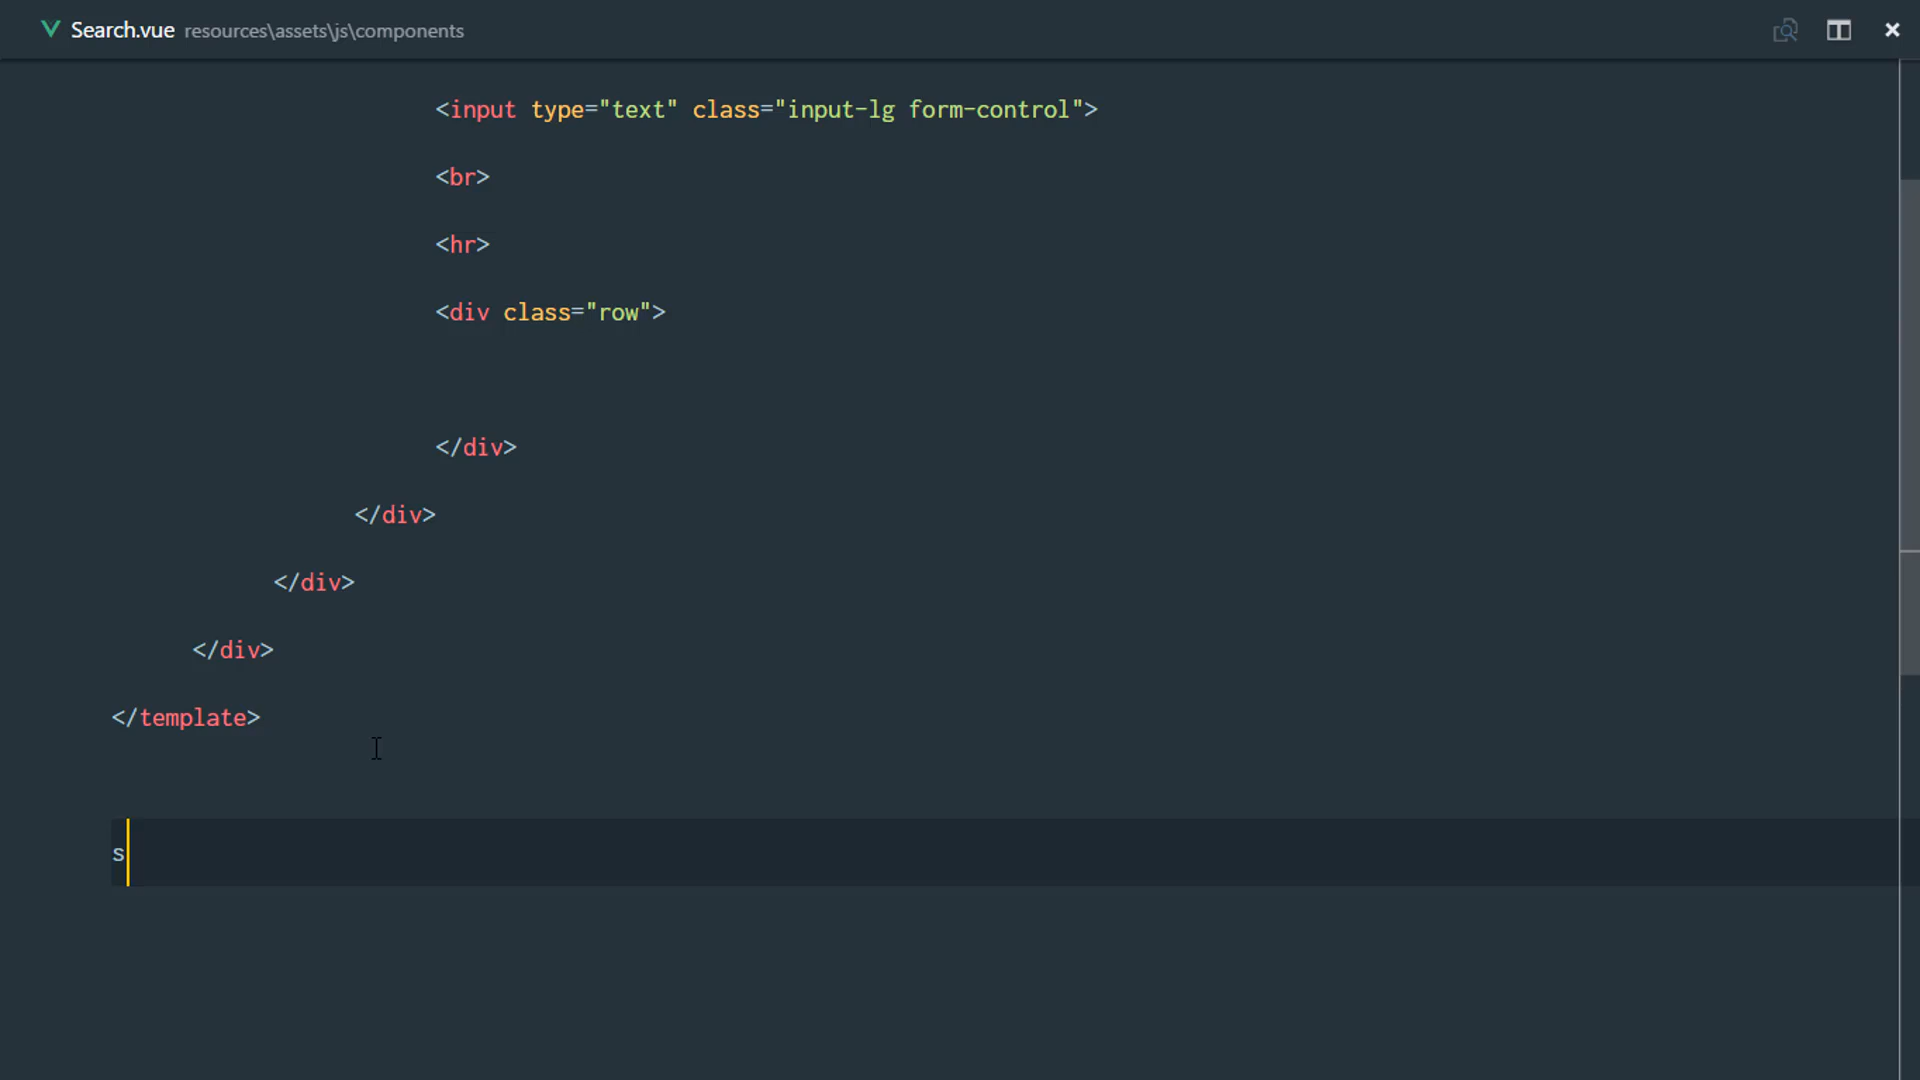 Search.vue resources\assets\js\components
<input type="text" class="input-lg form-control">
<br>
<hr>
<div class="row">
</div>
</div>
</div>
</div>
</template>
s